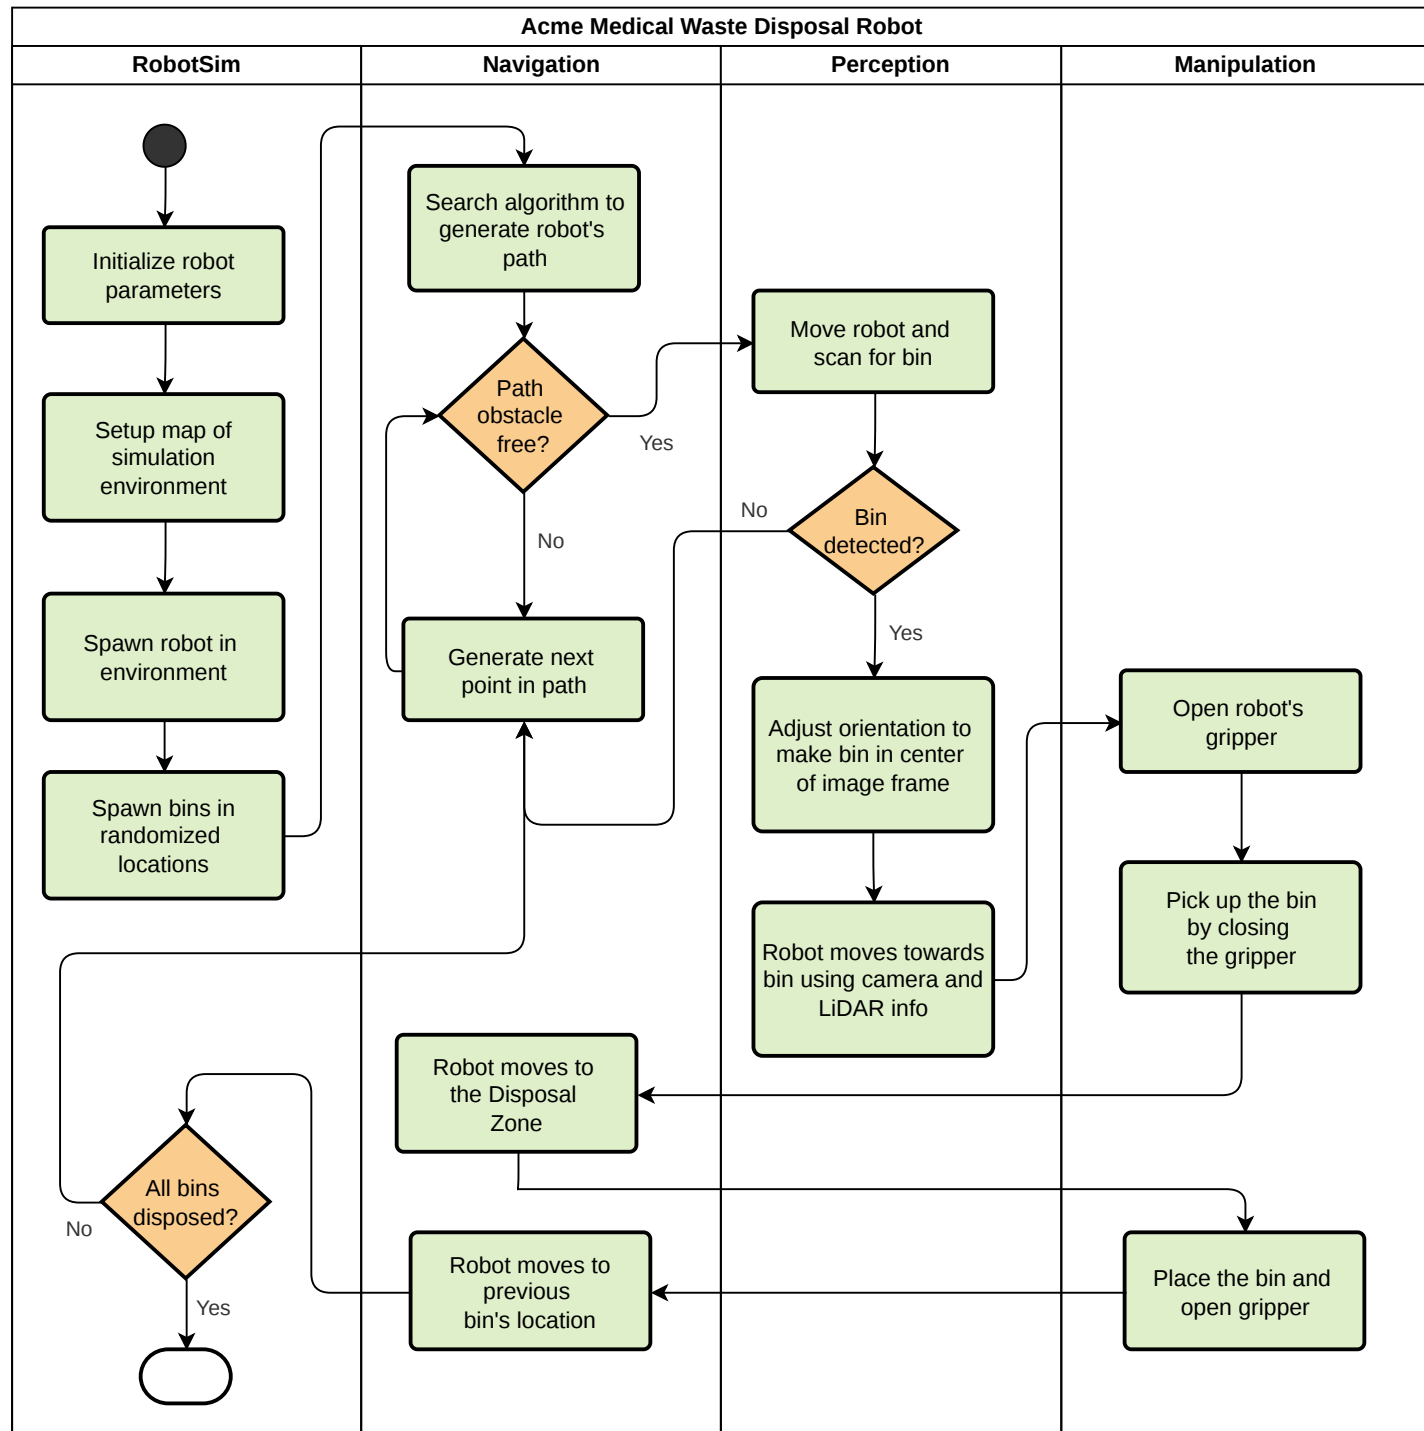 Acme Medical Waste Disposal Robot
RobotSim
Navigation
Perception
Manipulation
Initialize robot
parameters
Setup map of
simulation
environment
Spawn robot in
environment
Spawn bins in
randomized
locations
All bins
disposed?
No
Yes
Search algorithm to
generate robot's
path
Path
obstacle
free?
Yes
No
Generate next
point in path
Robot moves to
the Disposal
Zone
Robot moves to
previous
bin's location
Move robot and
scan for bin
Bin
detected?
No
Yes
Adjust orientation to
make bin in center
of image frame
Robot moves towards
bin using camera and
LiDAR info
Open robot's
gripper
Pick up the bin
by closing
the gripper
Place the bin and
open gripper